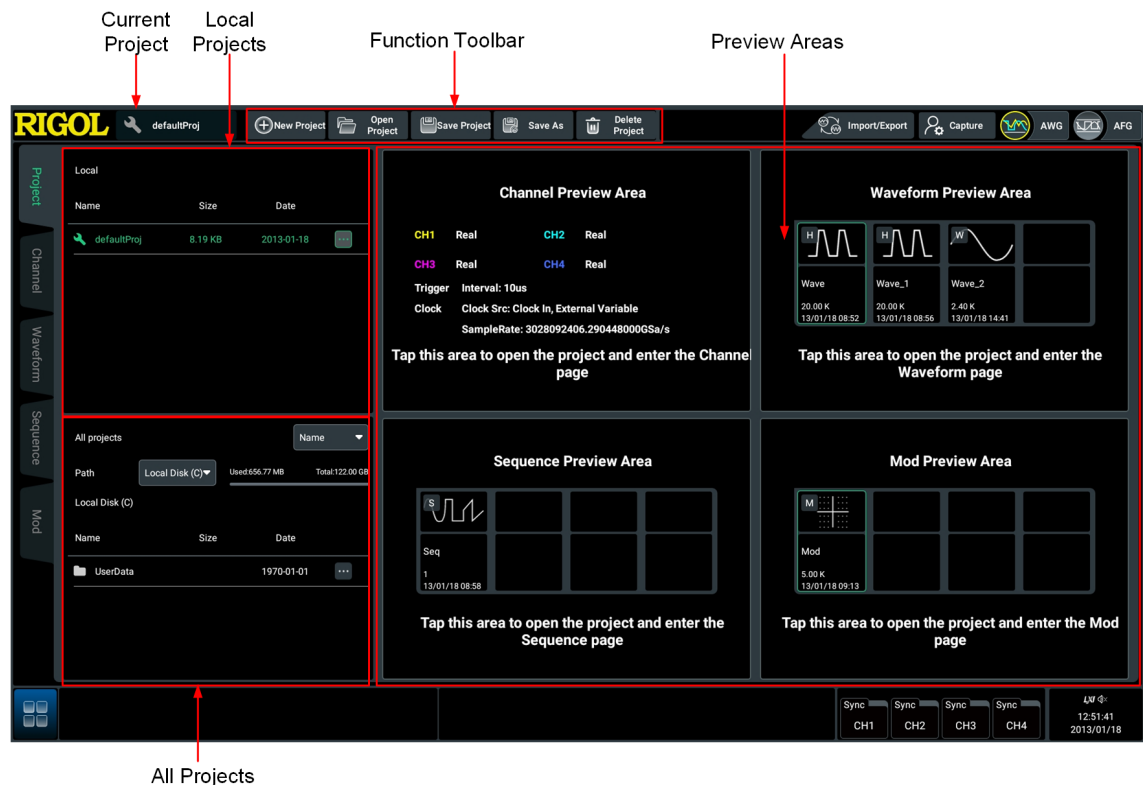 Current Project
Local Projects
Function Toolbar
Preview Areas
RIGOL
defaultProj
New Project
Open Project
Save Project
Save As
Delete Project
Import/Export
Capture
AWG
AFG
Project
Channel
Waveform
Sequence
Mod
Local
Name Size Date
defaultProj 8.19 KB 2013-01-18 ...
All projects
Name
Path Local Disk (C) Used:656.77 MB Total:122.00 GB
Local Disk (C)
Name Size Date
UserData 1970-01-01 ...
Channel Preview Area
CH1 Real CH2 Real
CH3 Real CH4 Real
Trigger Interval: 10us
Clock Clock Src: Clock In, External Variable
SampleRate: 3028092406.290448000GSa/s
Tap this area to open the project and enter the Channel
page
Waveform Preview Area
H H W
Wave Wave_1 Wave_2
20.00 K 20.00 K 2.40 K
13/01/18 08:52 13/01/18 08:56 13/01/18 14:41
Tap this area to open the project and enter the
Waveform page
Sequence Preview Area
S
Seq
1
13/01/18 08:58
Tap this area to open the project and enter the
Sequence page
Mod Preview Area
M
Mod
5.00 K
13/01/18 09:13
Tap this area to open the project and enter the Mod
page
Sync Sync Sync Sync
CH1 CH2 CH3 CH4
LXI
12:51:41
2013/01/18
All Projects